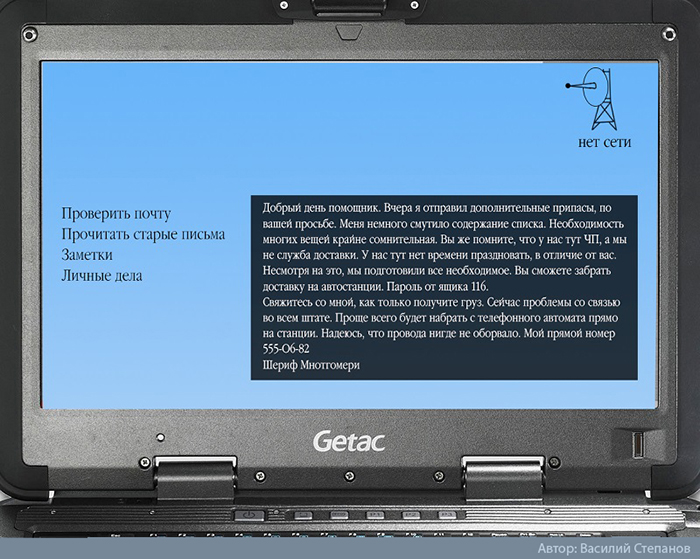 нет сети
Проверить почту
Прочитать старые письма
Заметки
Личные дела
Добрый день помощник. Вчера я отправил дополнительные припасы, по
вашей просьбе. Меня немного смутило содержание списка. Необходимость
многих вещей крайне сомнительная. Вы же помните, что у нас тут ЧП, а мы
не служба доставки. У нас тут нет времени праздновать, в отличие от вас.
Несмотря на это, мы подготовили все необходимое. Вы сможете забрать
доставку на автостанции. Пароль от ящика 116.
Свяжитесь со мной, как только получите груз. Сейчас проблемы со связью
во всем штате. Проще всего будет набрать с телефонного автомата прямо
на станции. Надеюсь, что провода нигде не оборвало. Мой прямой номер
555-О6-82
Шериф Мнотгомери
Getac
Автор: Василий Степанов